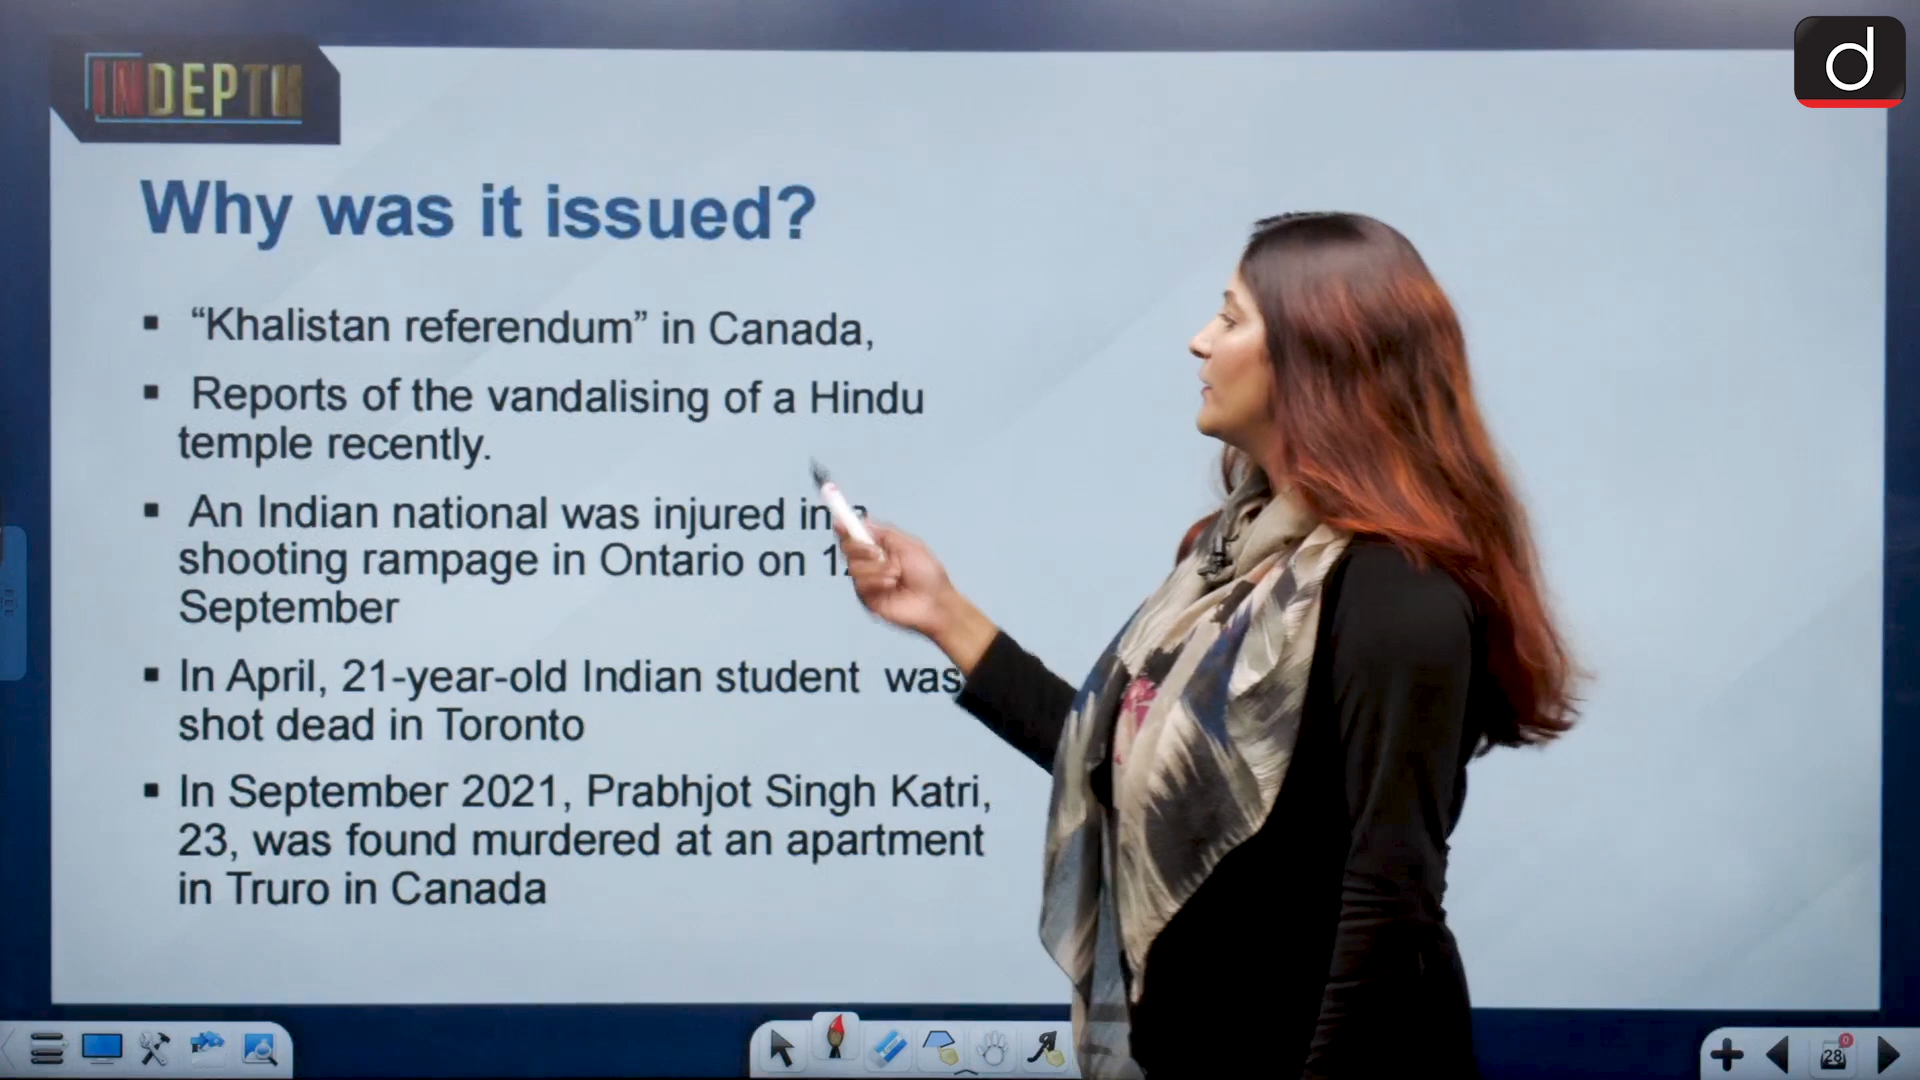 INDEPTH
d
Why was it issued?
“Khalistan referendum” in Canada,
Reports of the vandalising of a Hindu
temple recently.
An Indian national was injured in
shooting rampage in Ontario on
September
In April, 21-year-old Indian student was
shot dead in Toronto
In September 2021, Prabhjot Singh Katri,
23, was found murdered at an apartment
in Truro in Canada
28